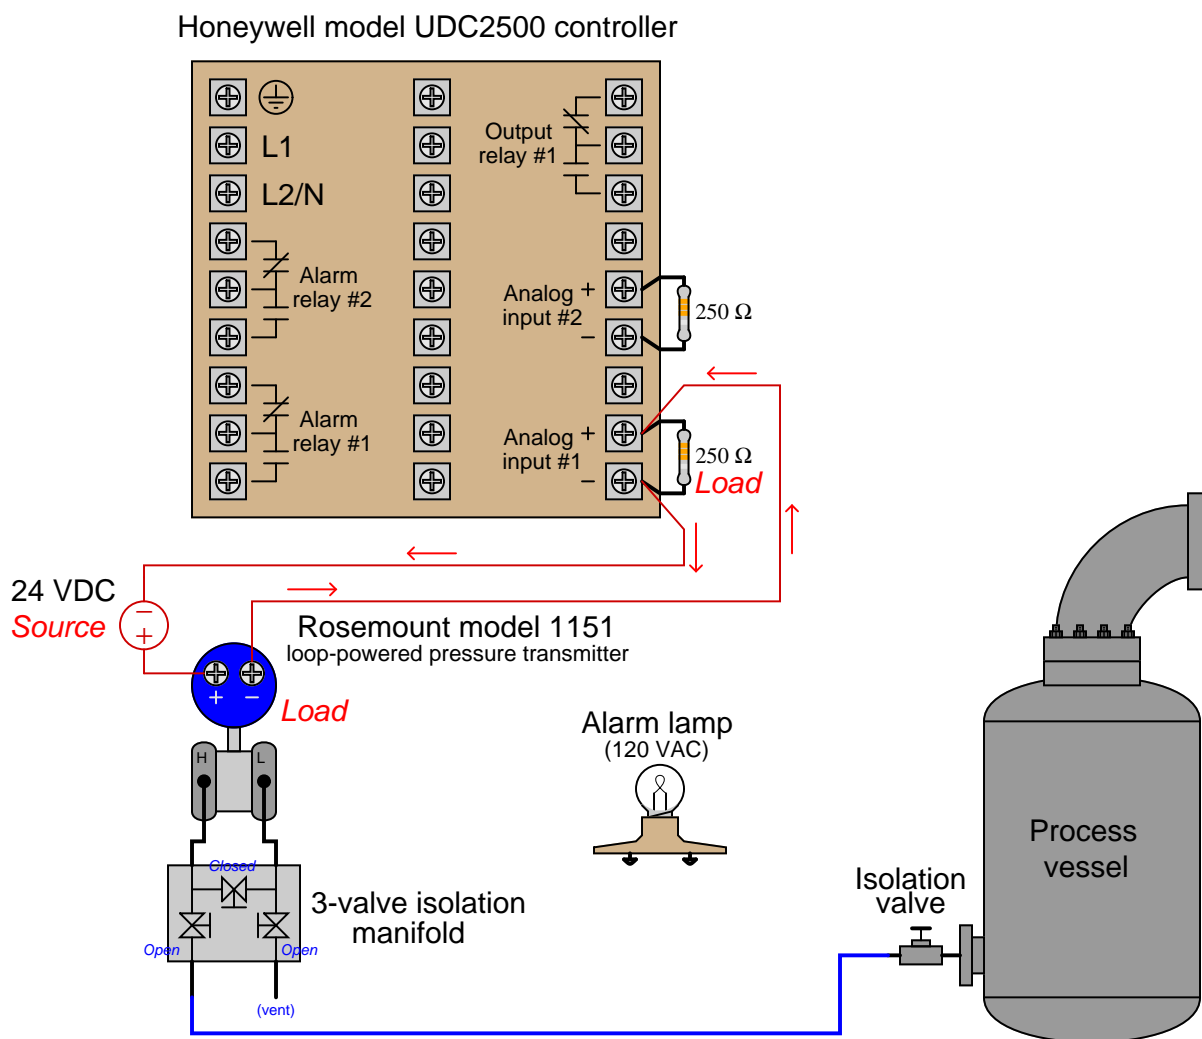 Honeywell model UDC2500 controller
L1
L2/N
Output
relay #1
Alarm
relay #2
Analog +
input #2
−
250 Ω
Alarm
relay #1
Analog +
input #1
−
250 Ω
Load
24 VDC
Source
−
+
Rosemount model 1151
loop-powered pressure transmitter
+ −
Load
H L
Alarm lamp
(120 VAC)
Closed
Open
Open
3-valve isolation
manifold
(vent)
Isolation
valve
Process
vessel